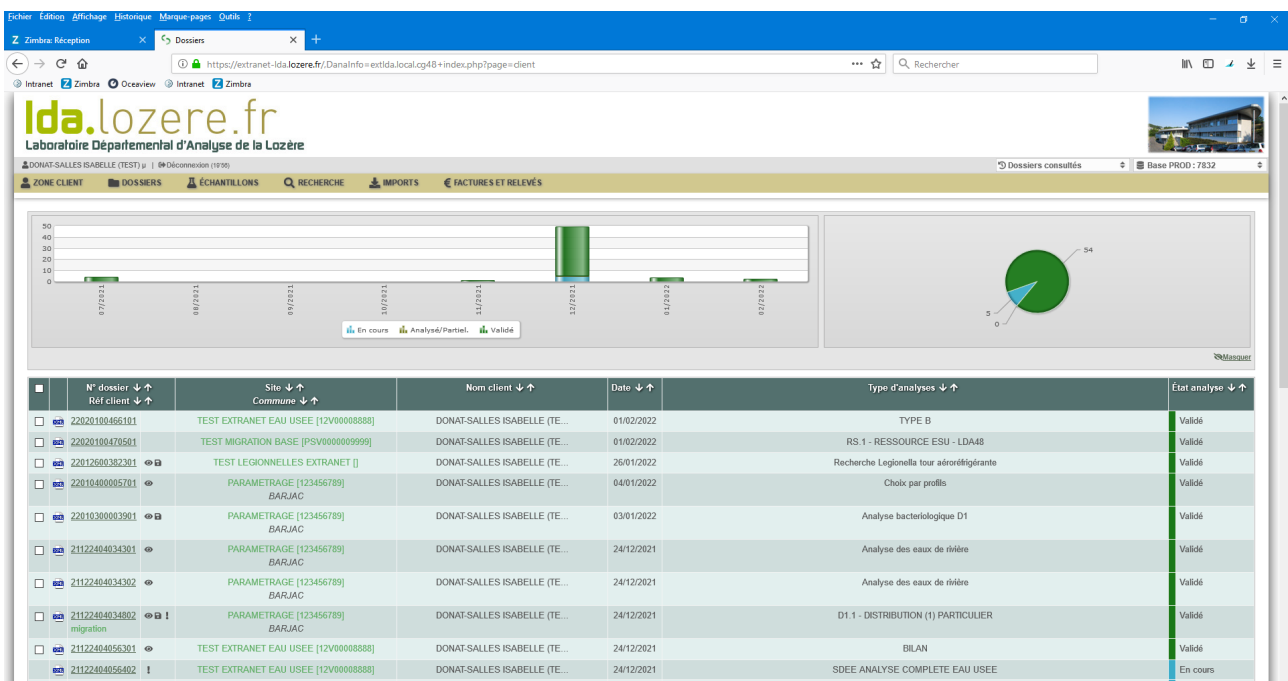 Fichier Édition Affichage Historique Marque-pages Outils ?
Zimbra: Réception
Dossiers
https://extranet-lda.lozere.fr/,DanaInfo=extlda.local.cg48+index.php?page=client
Rechercher
Intranet Zimbra Oceaview Intranet Zimbra
lda.lozere.fr
Laboratoire Départemental d'Analyse de la Lozère
DONAT-SALLES ISABELLE (TEST) µ | Déconnexion (19'56)
Dossiers consultés
Base PROD : 7832
ZONE CLIENT DOSSIERS ÉCHANTILLONS RECHERCHE IMPORTS FACTURES ET RELEVÉS
50
40
30
20
10
0
07/2021 08/2021 09/2021 10/2021 11/2021 12/2021 01/2022 02/2022
En cours Analysé/Partiel. Validé
54
5
0
Masquer
N° dossier Site Nom client Date Type d'analyses État analyse
Réf client Commune
22020100466101 TEST EXTRANET EAU USEE [12V00008888] DONAT-SALLES ISABELLE (TE... 01/02/2022 TYPE B Validé
22020100470501 TEST MIGRATION BASE [PSV0000009999] DONAT-SALLES ISABELLE (TE... 01/02/2022 RS.1 - RESSOURCE ESU - LDA48 Validé
22012600382301 TEST LEGIONNELLES EXTRANET [] DONAT-SALLES ISABELLE (TE... 26/01/2022 Recherche Legionella tour aéroréfrigérante Validé
22010400005701 PARAMETRAGE [123456789] DONAT-SALLES ISABELLE (TE... 04/01/2022 Choix par profils Validé
BARJAC
22010300003901 PARAMETRAGE [123456789] DONAT-SALLES ISABELLE (TE... 03/01/2022 Analyse bacteriologique D1 Validé
BARJAC
21122404034301 PARAMETRAGE [123456789] DONAT-SALLES ISABELLE (TE... 24/12/2021 Analyse des eaux de rivière Validé
BARJAC
21122404034302 PARAMETRAGE [123456789] DONAT-SALLES ISABELLE (TE... 24/12/2021 Analyse des eaux de rivière Validé
BARJAC
21122404034802 ! PARAMETRAGE [123456789] DONAT-SALLES ISABELLE (TE... 24/12/2021 D1.1 - DISTRIBUTION (1) PARTICULIER Validé
migration BARJAC
21122404056301 TEST EXTRANET EAU USEE [12V00008888] DONAT-SALLES ISABELLE (TE... 24/12/2021 BILAN Validé
21122404056402 ! TEST EXTRANET EAU USEE [12V00008888] DONAT-SALLES ISABELLE (TE... 24/12/2021 SDEE ANALYSE COMPLETE EAU USEE En cours